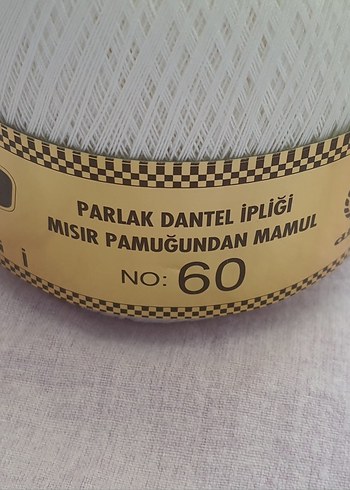 PARLAK DANTEL İPLİĞİ
MISIR PAMUĞUNDAN MAMUL
NO: 60